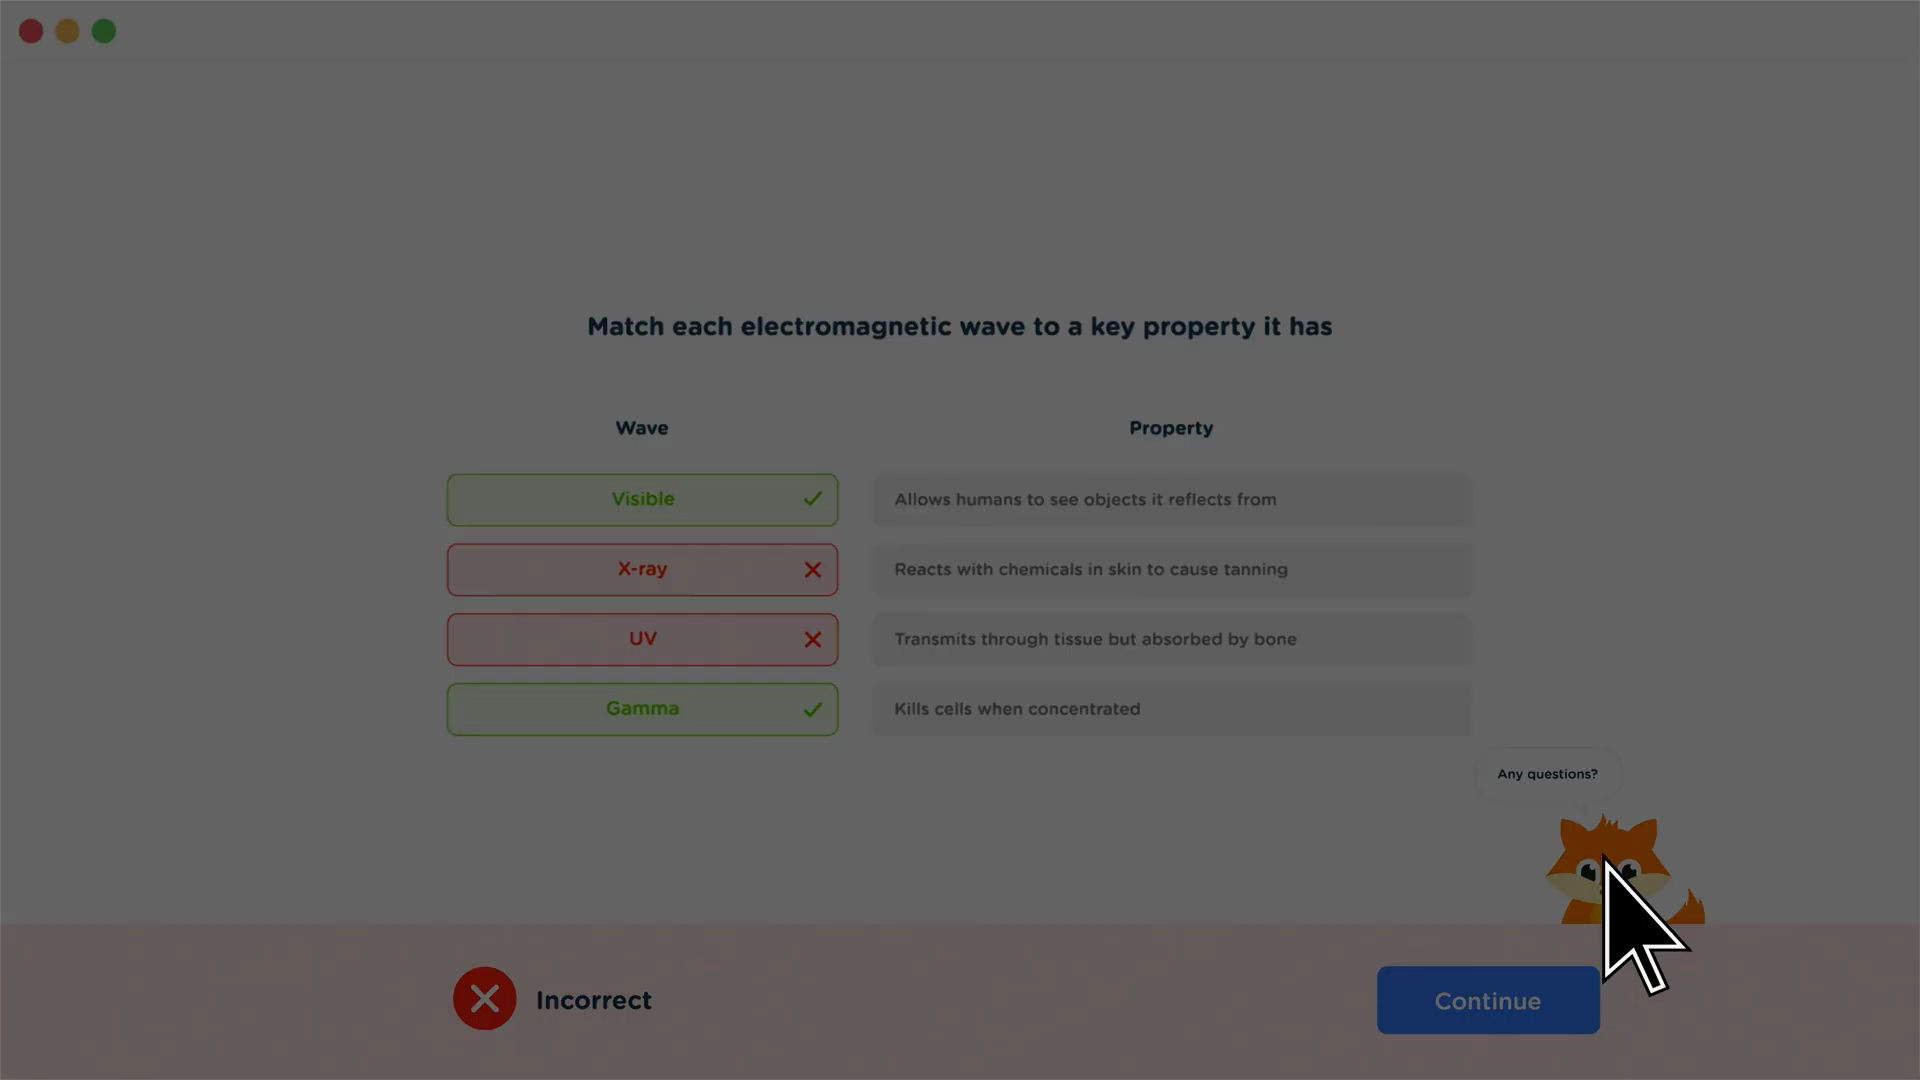 Match each electromagnetic wave to a key property it has
Wave Property
Visible Allows humans to see objects it reflects from
X-ray Reacts with chemicals in skin to cause tanning
UV Transmits through tissue but absorbed by bone
Gamma Kills cells when concentrated
Any questions?
Incorrect Continue